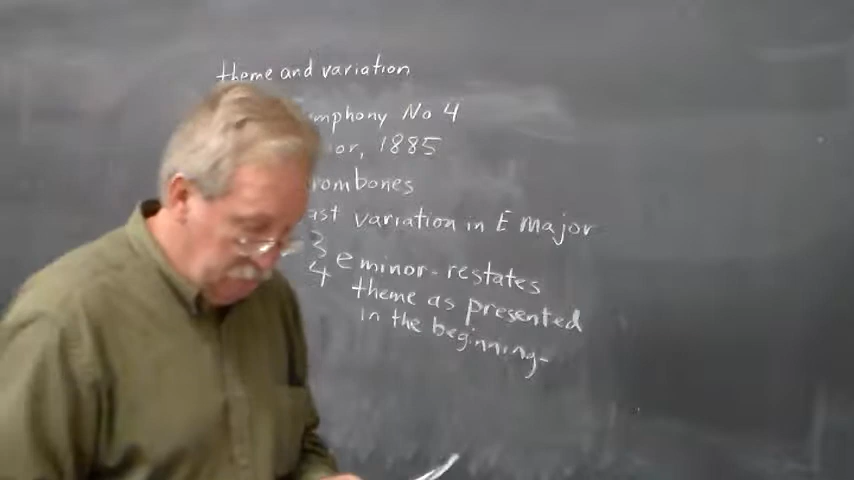 theme and variation
mphony No 4
or, 1885
rombones
ast variation in E major
3
4 e minor - restates
theme as presented
in the beginning -